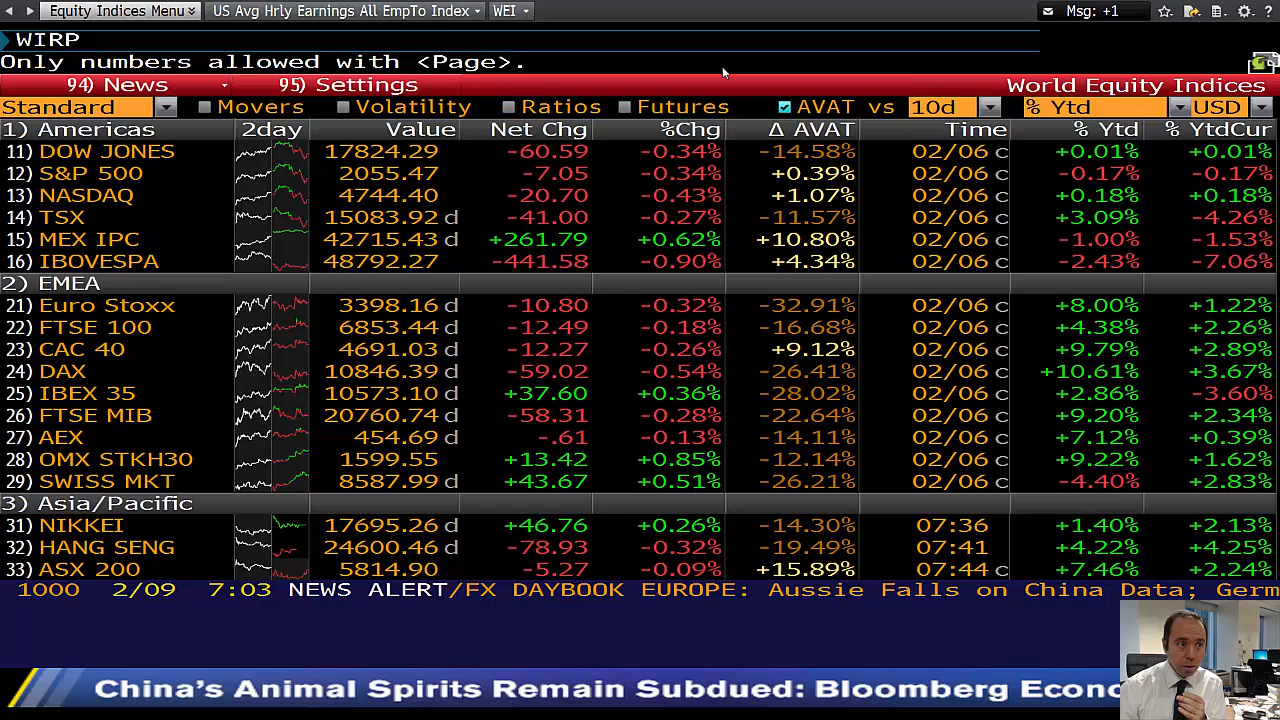 Equity Indices Menu US Avg Hrly Earnings All EmpTo Index WEI Msg: +1
WIRP
Only numbers allowed with <Page>.
94) News 95) Settings World Equity Indices
Standard Movers Volatility Ratios Futures AVAT vs 10d % Ytd USD
1) Americas 2day Value Net Chg %Chg Δ AVAT Time % Ytd % YtdCur
11) DOW JONES 17824.29 -60.59 -0.34% -14.58% 02/06 c +0.01% +0.01%
12) S&P 500 2055.47 -7.05 -0.34% +0.39% 02/06 c -0.17% -0.17%
13) NASDAQ 4744.40 -20.70 -0.43% +1.07% 02/06 c +0.18% +0.18%
14) TSX 15083.92 d -41.00 -0.27% -11.57% 02/06 c +3.09% -4.26%
15) MEX IPC 42715.43 d +261.79 +0.62% +10.80% 02/06 c -1.00% -1.53%
16) IBOVESPA 48792.27 -441.58 -0.90% +4.34% 02/06 c -2.43% -7.06%
2) EMEA
21) Euro Stoxx 3398.16 d -10.80 -0.32% -32.91% 02/06 c +8.00% +1.22%
22) FTSE 100 6853.44 d -12.49 -0.18% -16.68% 02/06 c +4.38% +2.26%
23) CAC 40 4691.03 d -12.27 -0.26% +9.12% 02/06 c +9.79% +2.89%
24) DAX 10846.39 d -59.02 -0.54% -26.41% 02/06 c +10.61% +3.67%
25) IBEX 35 10573.10 d +37.60 +0.36% -28.02% 02/06 c +2.86% -3.60%
26) FTSE MIB 20760.74 d -58.31 -0.28% -22.64% 02/06 c +9.20% +2.34%
27) AEX 454.69 d -.61 -0.13% -14.11% 02/06 c +7.12% +0.39%
28) OMX STKH30 1599.55 +13.42 +0.85% -12.14% 02/06 c +9.22% +1.62%
29) SWISS MKT 8587.99 d +43.67 +0.51% -26.21% 02/06 c -4.40% +2.83%
3) Asia/Pacific
31) NIKKEI 17695.26 d +46.76 +0.26% -14.30% 07:36 +1.40% +2.13%
32) HANG SENG 24600.46 d -78.93 -0.32% -19.49% 07:41 +4.22% +4.25%
33) ASX 200 5814.90 -5.27 -0.09% +15.89% 07:44 c +7.46% +2.24%
1000 2/09 7:03 NEWS ALERT/FX DAYBOOK EUROPE: Aussie Falls on China Data; Germ
China's Animal Spirits Remain Subdued: Bloomberg Econo